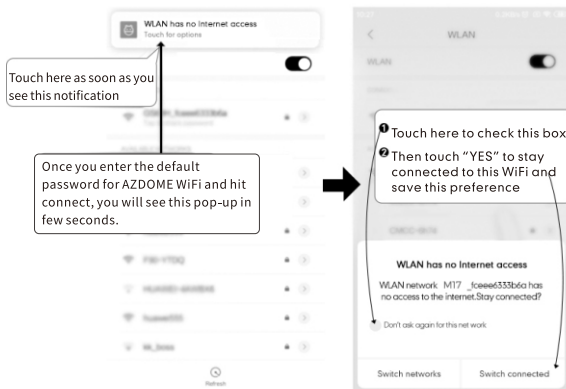 WLAN has no Internet access
Touch for options
Touch here as soon as you
see this notification
Once you enter the default
password for AZDOME WiFi and hit
connect, you will see this pop-up in
few seconds.
Refresh
WLAN
WLAN
❶ Touch here to check this box
❷ Then touch “YES” to stay
connected to this WiFi and
save this preference
WLAN has no Internet access
WLAN network M17 _fceee6333b6a has
no access to the internet.Stay connected?
Don't ask again for this net work
Switch networks
Switch connected